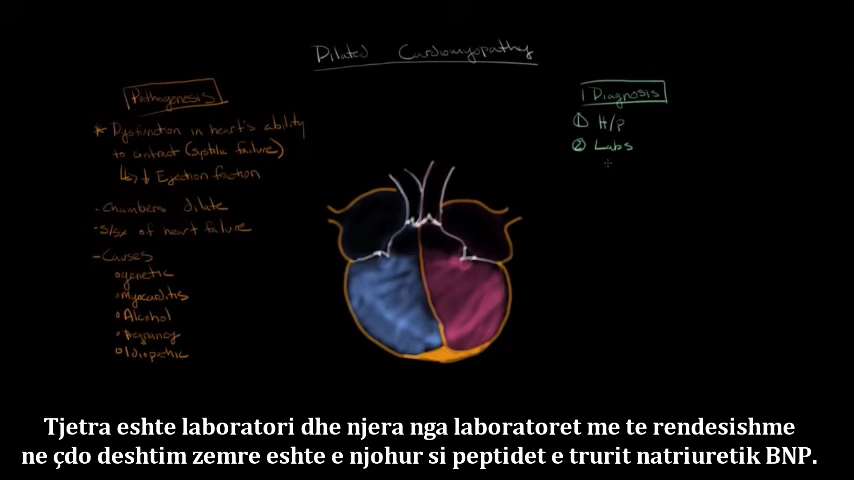 Dilated Cardiomyopathy
Pathogenesis
* Dysfunction in heart's ability
to contract (systolic failure)
↳ ↓ Ejection fraction
- Chambers dilate
- s/sx of heart failure
- Causes
genetic
myocarditis
Alcohol
Pregnancy
Idiopathic
Diagnosis
① H/P
② Labs
Tjetra eshte laboratori dhe njera nga laboratoret me te rendesishme
ne çdo deshtim zemre eshte e njohur si peptidet e trurit natriuretik BNP.